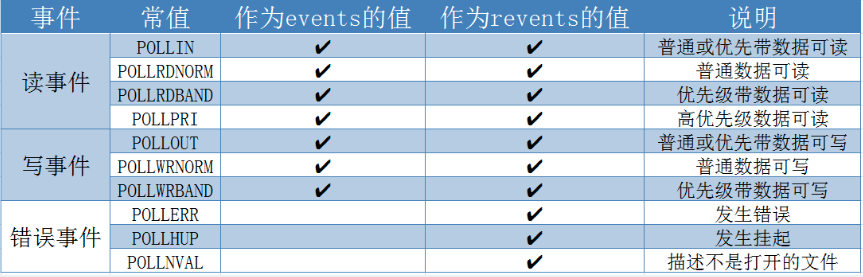 事件 常值 作为events的值 作为revents的值 说明
读事件 POLLIN ✔ ✔ 普通或优先带数据可读
POLLRDNORM ✔ ✔ 普通数据可读
POLLRDBAND ✔ ✔ 优先级带数据可读
POLLPRI ✔ ✔ 高优先级数据可读
写事件 POLLOUT ✔ ✔ 普通或优先带数据可写
POLLWRNORM ✔ ✔ 普通数据可写
POLLWRBAND ✔ ✔ 优先级带数据可写
错误事件 POLLERR ✔ 发生错误
POLLHUP ✔ 发生挂起
POLLNVAL ✔ 描述不是打开的文件